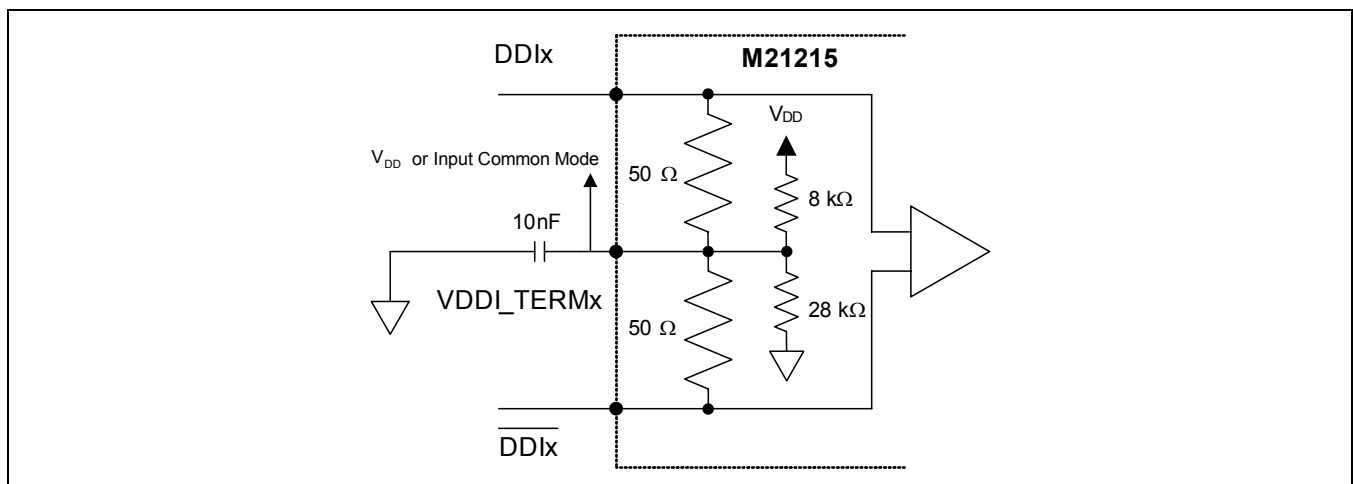 DDIx
M21215
VDD
VDD or Input Common Mode
50 Ω
8 kΩ
10nF
VDDI_TERMx
28 kΩ
50 Ω
DDIx